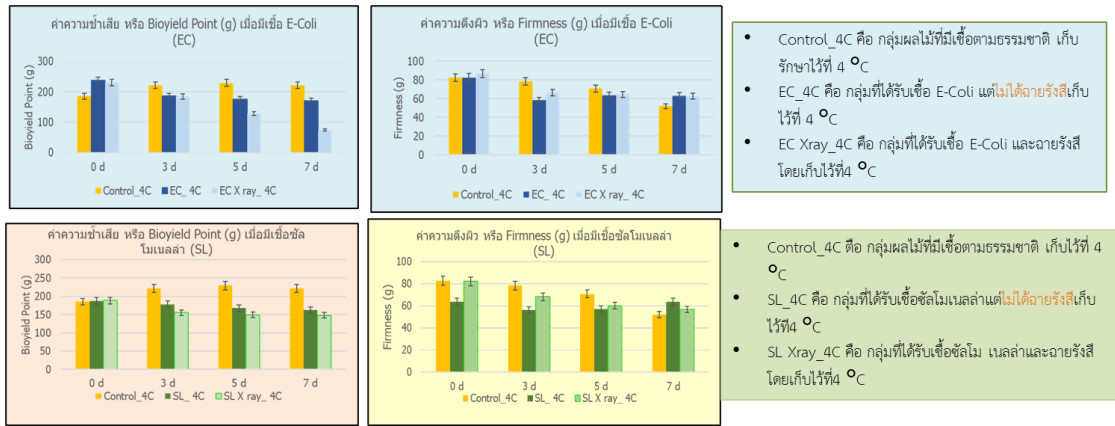 ค่าความช้ำเสีย หรือ Bioyield Point (g) เมื่อมีเชื้อ E-Coli
(EC)
Bioyield Point (g)
300
200
100
0
0 d 3 d 5 d 7 d
Control_4C EC_ 4C EC X ray_ 4C
ค่าความตึงผิว หรือ Firmness (g) เมื่อมีเชื้อ E-Coli
(EC)
Firmness (g)
100
80
60
40
20
0
0 d 3 d 5 d 7 d
Control_4C EC_ 4C EC X ray_ 4C
• Control_4C คือ กลุ่มผลไม้ที่มีเชื้อตามธรรมชาติ เก็บ
รักษาไว้ที่ 4 °C
• EC_4C คือ กลุ่มที่ได้รับเชื้อ E-Coli แต่ไม่ได้ฉายรังสีเก็บ
ไว้ที่ 4 °C
• EC Xray_4C คือ กลุ่มที่ได้รับเชื้อ E-Coli และฉายรังสี
โดยเก็บไว้ที่4 °C
ค่าความช้ำเสีย หรือ Bioyield Point (g) เมื่อมีเชื้อซัล
โมเนลล่า (SL)
Bioyield Point (g)
300
250
200
150
100
50
0
0 d 3 d 5 d 7 d
Control_4C SL_ 4C SL X ray_ 4C
ค่าความตึงผิว หรือ Firmness (g) เมื่อมีเชื้อซัลโมเนลล่า
(SL)
Firmness (g)
100
80
60
40
20
0
0 d 3 d 5 d 7 d
Control_4C SL_ 4C SL X ray_ 4C
• Control_4C คือ กลุ่มผลไม้ที่มีเชื้อตามธรรมชาติ เก็บไว้ที่ 4
°C
• SL_4C คือ กลุ่มที่ได้รับเชื้อซัลโมเนลล่าแต่ไม่ได้ฉายรังสีเก็บ
ไว้ที่4 °C
• SL Xray_4C คือ กลุ่มที่ได้รับเชื้อซัลโม เนลล่าและฉายรังสี
โดยเก็บไว้ที่4 °C